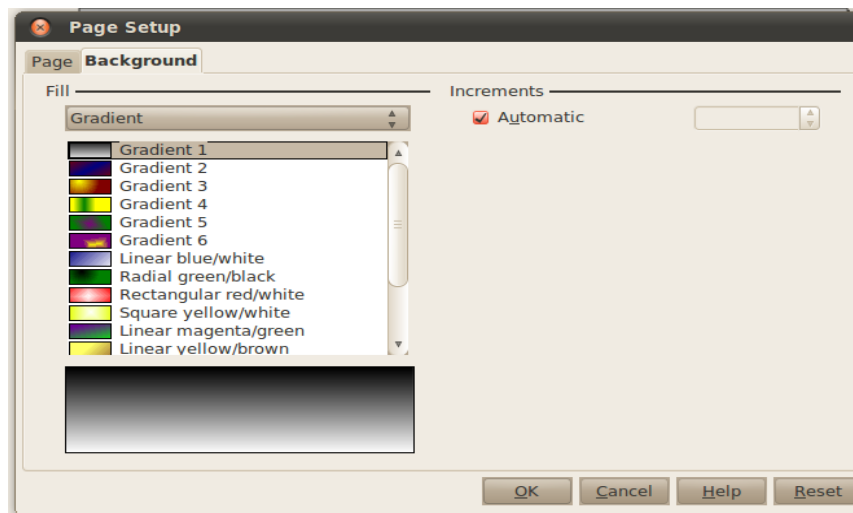 Page Setup
Page Background
Fill
Increments
Gradient
Automatic
Gradient 1
Gradient 2
Gradient 3
Gradient 4
Gradient 5
Gradient 6
Linear blue/white
Radial green/black
Rectangular red/white
Square yellow/white
Linear magenta/green
Linear yellow/brown
OK Cancel Help Reset